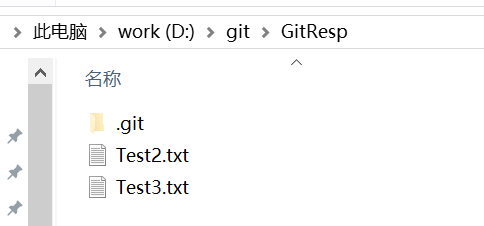 此电脑 > work (D:) > git > GitResp
名称
.git
Test2.txt
Test3.txt